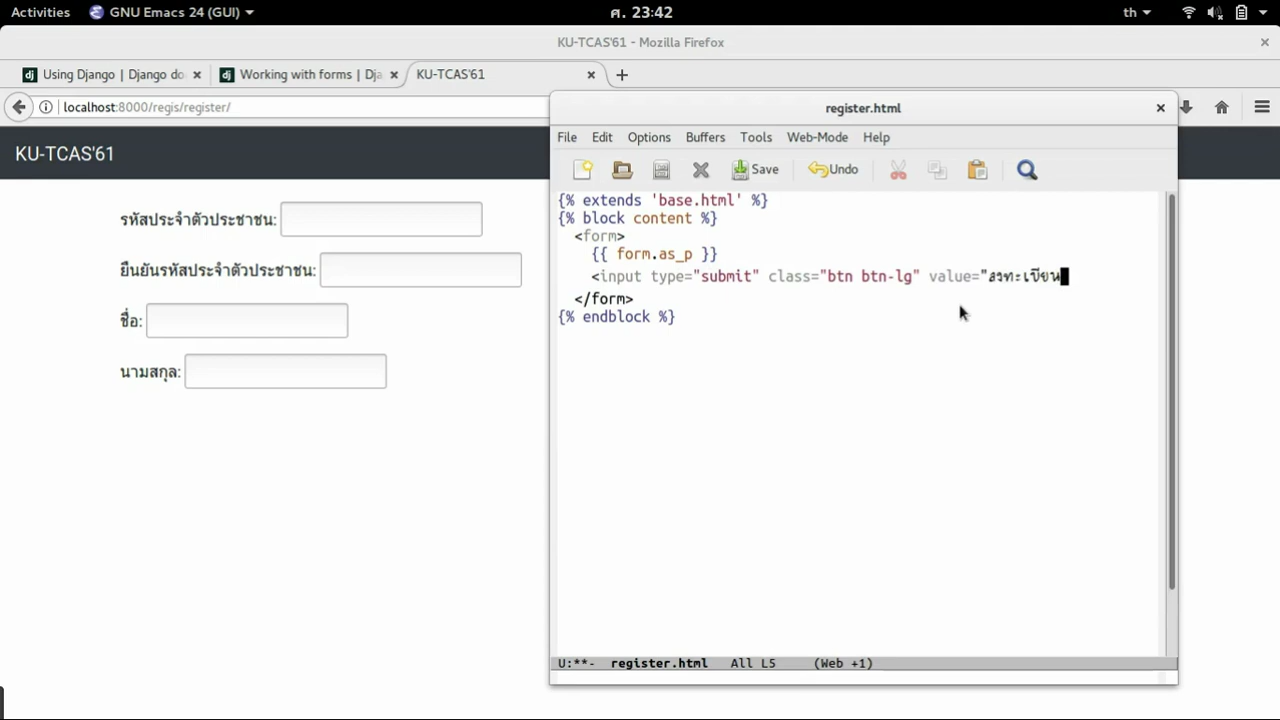 Activities GNU Emacs 24 (GUI) ศ. 23:42 th
KU-TCAS'61 - Mozilla Firefox
dj Using Django | Django do dj Working with forms | Dja KU-TCAS'61
localhost:8000/regis/register/
register.html
File Edit Options Buffers Tools Web-Mode Help
Save Undo
KU-TCAS'61
รหัสประจำตัวประชาชน:
ยืนยันรหัสประจำตัวประชาชน:
ชื่อ:
นามสกุล:
{% extends 'base.html' %}
{% block content %}
<form>
{{ form.as_p }}
<input type="submit" class="btn btn-lg" value="ลงทะเบียน
</form>
{% endblock %}
U:**- register.html All L5 (Web +1)